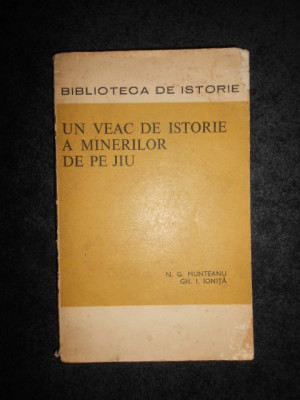 BIBLIOTECA DE ISTORIE
UN VEAC DE ISTORIE
A MINERILOR
DE PE JIU
N. G. MUNTEANU
GH. I. IONIȚĂ